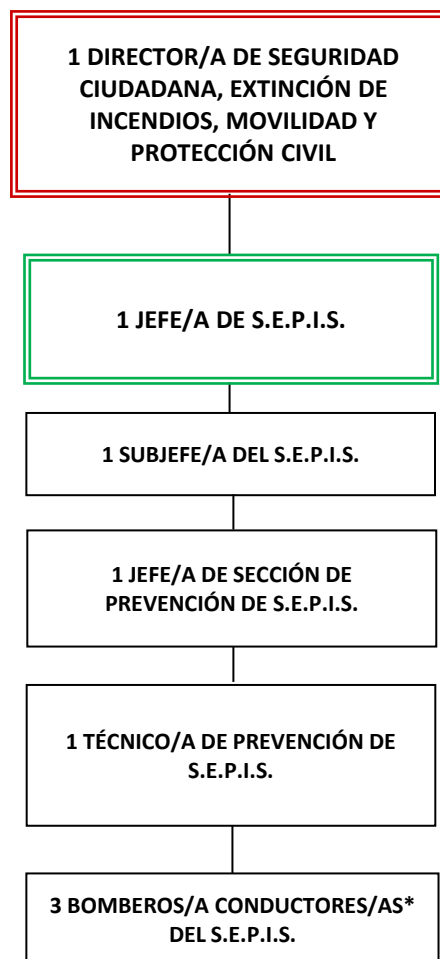 1 DIRECTOR/A DE SEGURIDAD
CIUDADANA, EXTINCIÓN DE
INCENDIOS, MOVILIDAD Y
PROTECCIÓN CIVIL
1 JEFE/A DE S.E.P.I.S.
1 SUBJEFE/A DEL S.E.P.I.S.
1 JEFE/A DE SECCIÓN DE
PREVENCIÓN DE S.E.P.I.S.
1 TÉCNICO/A DE PREVENCIÓN DE
S.E.P.I.S.
3 BOMBEROS/A CONDUCTORES/AS*
DEL S.E.P.I.S.